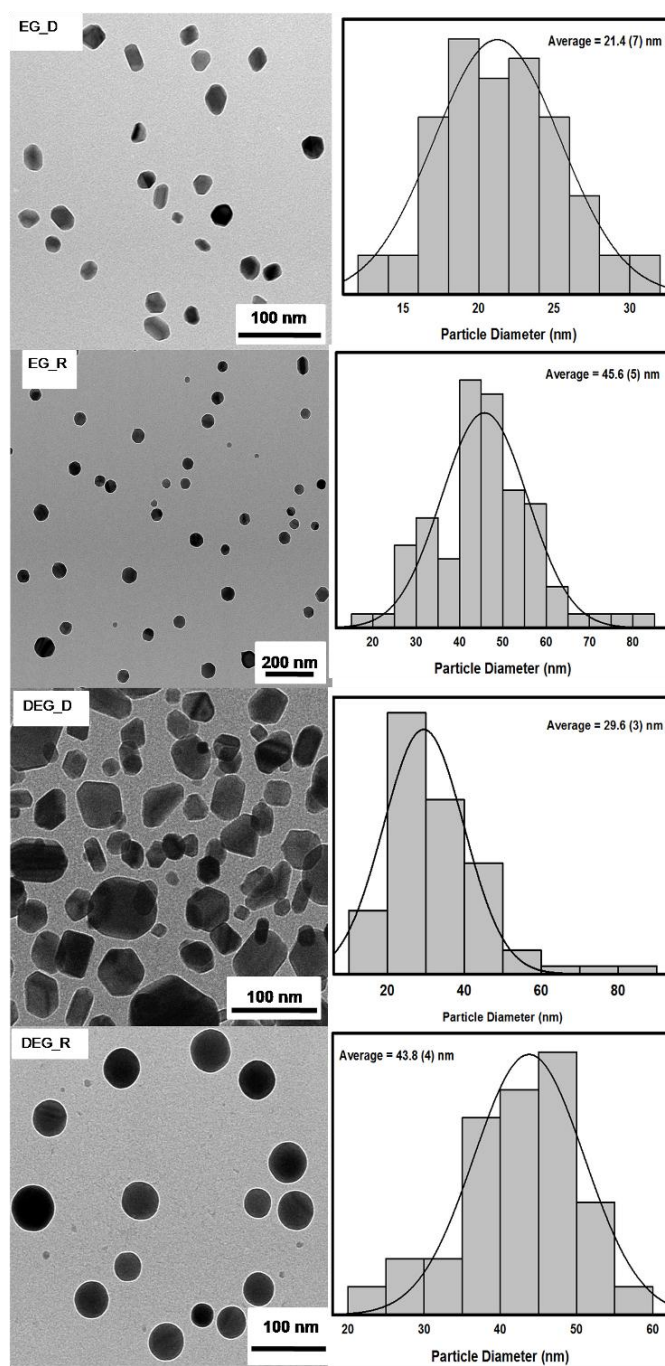 EG_D
Average = 21.4 (7) nm
100 nm
15 20 25 30
Particle Diameter (nm)
EG_R
Average = 45.6 (5) nm
200 nm
20 30 40 50 60 70 80
Particle Diameter (nm)
DEG_D
Average = 29.6 (3) nm
100 nm
20 40 60 80
Particle Diameter (nm)
DEG_R
Average = 43.8 (4) nm
100 nm
20 30 40 50 60
Particle Diameter (nm)